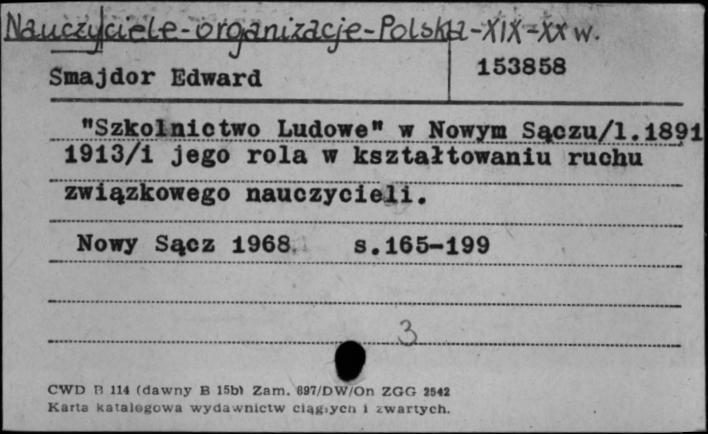 Nauczyciele-organizacje-Polska-XIX-XX w.
Smajdor Edward
153858
"Szkolnictwo Ludowe" w Nowym Sączu/1.1891
1913/i jego rola w kształtowaniu ruchu
związkowego nauczycieli.
Nowy Sącz 1968 s.165-199
3
CWD B 114 (dawny B 15b) Zam. 697/DW/On ZGG 2542
Karta katalogowa wydawnictw ciągłych i zwartych.